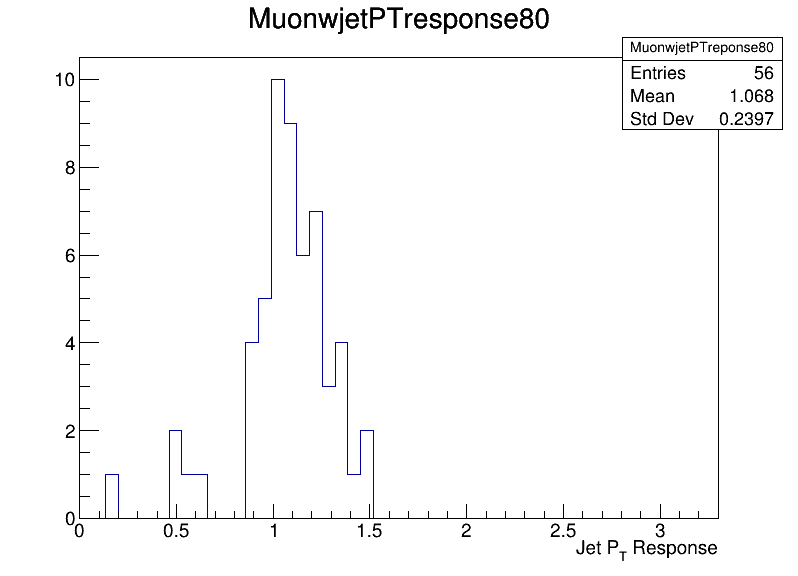 MuonwjetPTresponse80
MuonwjetPTreponse80
Entries 56
Mean 1.068
Std Dev 0.2397
10
8
6
4
2
0
0 0.5 1 1.5 2 2.5 3
Jet P_T Response